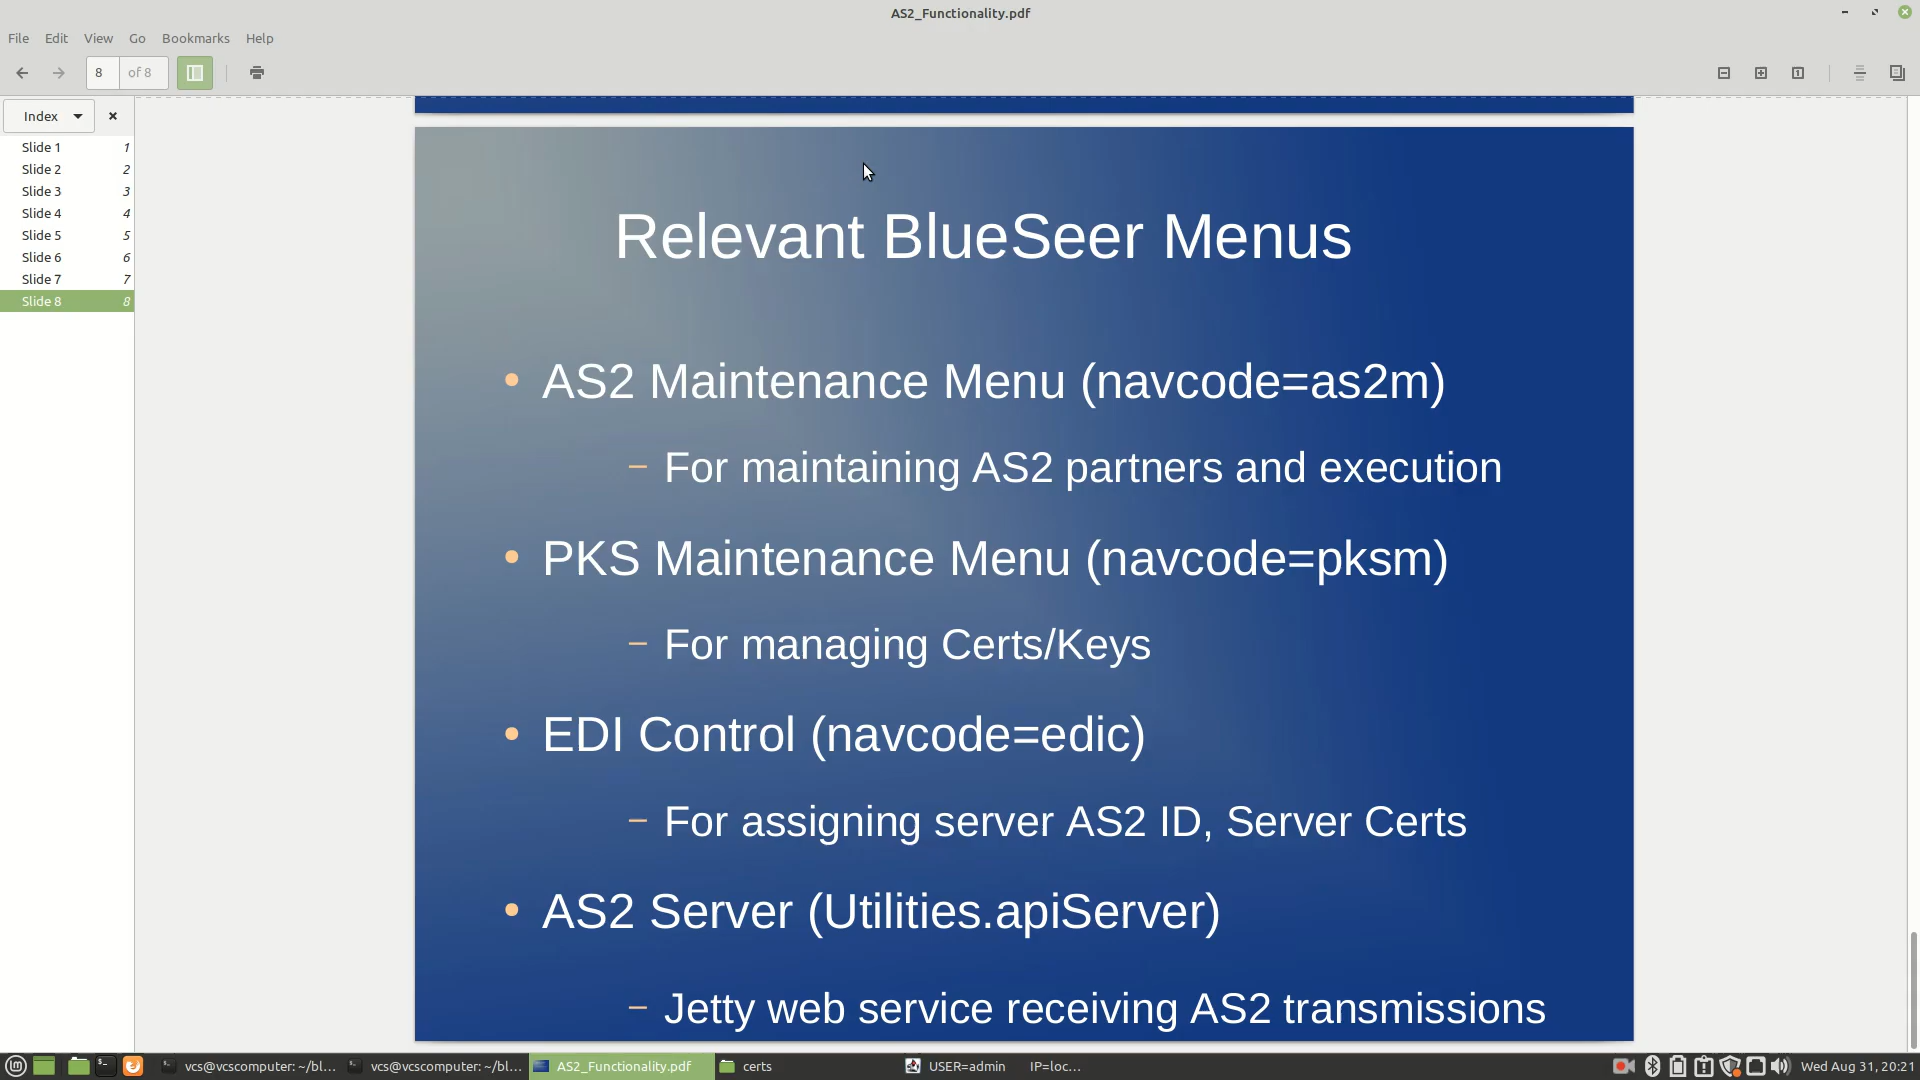 AS2_Functionality.pdf
File Edit View Go Bookmarks Help
8 of 8
Index
Slide 1 1
Slide 2 2
Slide 3 3
Slide 4 4
Slide 5 5
Slide 6 6
Slide 7 7
Slide 8 8
Relevant BlueSeer Menus
• AS2 Maintenance Menu (navcode=as2m)
– For maintaining AS2 partners and execution
• PKS Maintenance Menu (navcode=pksm)
– For managing Certs/Keys
• EDI Control (navcode=edic)
– For assigning server AS2 ID, Server Certs
• AS2 Server (Utilities.apiServer)
– Jetty web service receiving AS2 transmissions
vcs@vcscomputer: ~/bl... vcs@vcscomputer: ~/bl... AS2_Functionality.pdf certs USER=admin IP=loc... Wed Aug 31, 20:21